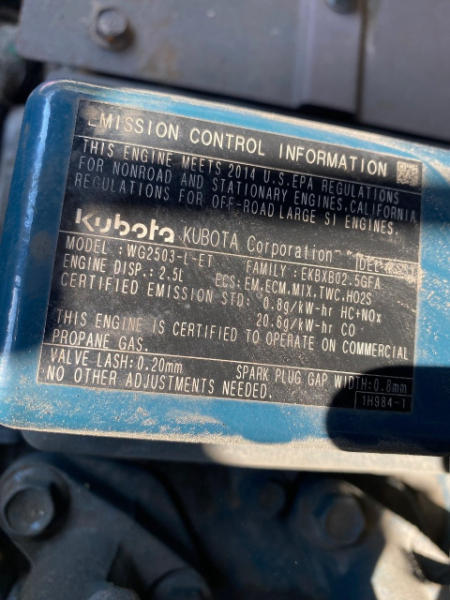 EMISSION CONTROL INFORMATION
THIS ENGINE MEETS 2014 U.S.EPA REGULATIONS
FOR NONROAD AND STATIONARY ENGINES.CALIFORNIA
REGULATIONS FOR OFF-ROAD LARGE SI ENGINES.
Kubota KUBOTA Corporation
MODEL :WG2503-L-ET FAMILY :EKBXB02.5GFA
ENGINE DISP.:2.5L ECS:EM,ECM,MIX,TWC,HO2S
CERTIFIED EMISSION STD: 0.8g/kW-hr HC+NOx
20.6g/kW-hr CO
THIS ENGINE IS CERTIFIED TO OPERATE ON COMMERCIAL
PROPANE GAS.
VALVE LASH:0.20mm SPARK PLUG GAP WIDTH:0.8mm
NO OTHER ADJUSTMENTS NEEDED. 1H984-1